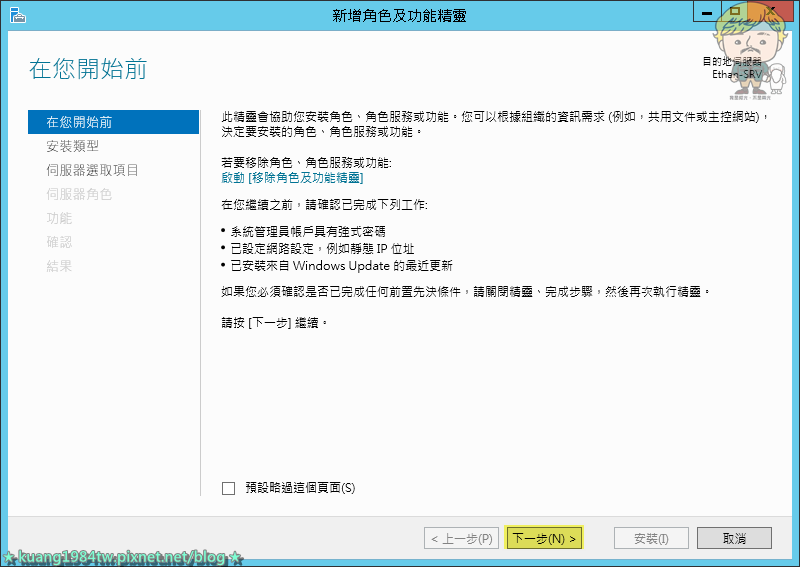 新增角色及功能精靈
在您開始前
目的地伺服器
Ethan-SRV
在您開始前
安裝類型
伺服器選取項目
伺服器角色
功能
確認
結果
此精靈會協助您安裝角色、角色服務或功能。您可以根據組織的資訊需求 (例如，共用文件或主控網站)，
決定要安裝的角色、角色服務或功能。
若要移除角色、角色服務或功能:
啟動 [移除角色及功能精靈]
在您繼續之前，請確認已完成下列工作:
• 系統管理員帳戶具有強式密碼
• 已設定網路設定，例如靜態 IP 位址
• 已安裝來自 Windows Update 的最近更新
如果您必須確認是否已完成任何前置先決條件，請關閉精靈、完成步驟，然後再次執行精靈。
請按 [下一步] 繼續。
預設略過這個頁面(S)
< 上一步(P)
下一步(N) >
安裝(I)
取消
★ kuang1984tw.pixnet.net/blog ★